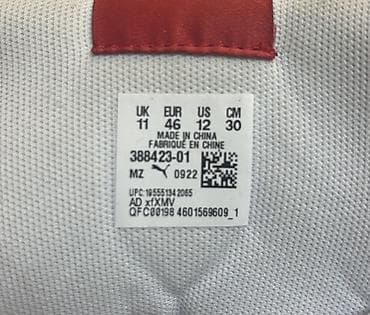 UK EUR US CM
11 46 12 30
MADE IN CHINA
FABRIQUÉ EN CHINE
388423-01
MZ 0922
UPC:195551342065
AD xfXMV
QFC00198 4601569609_1